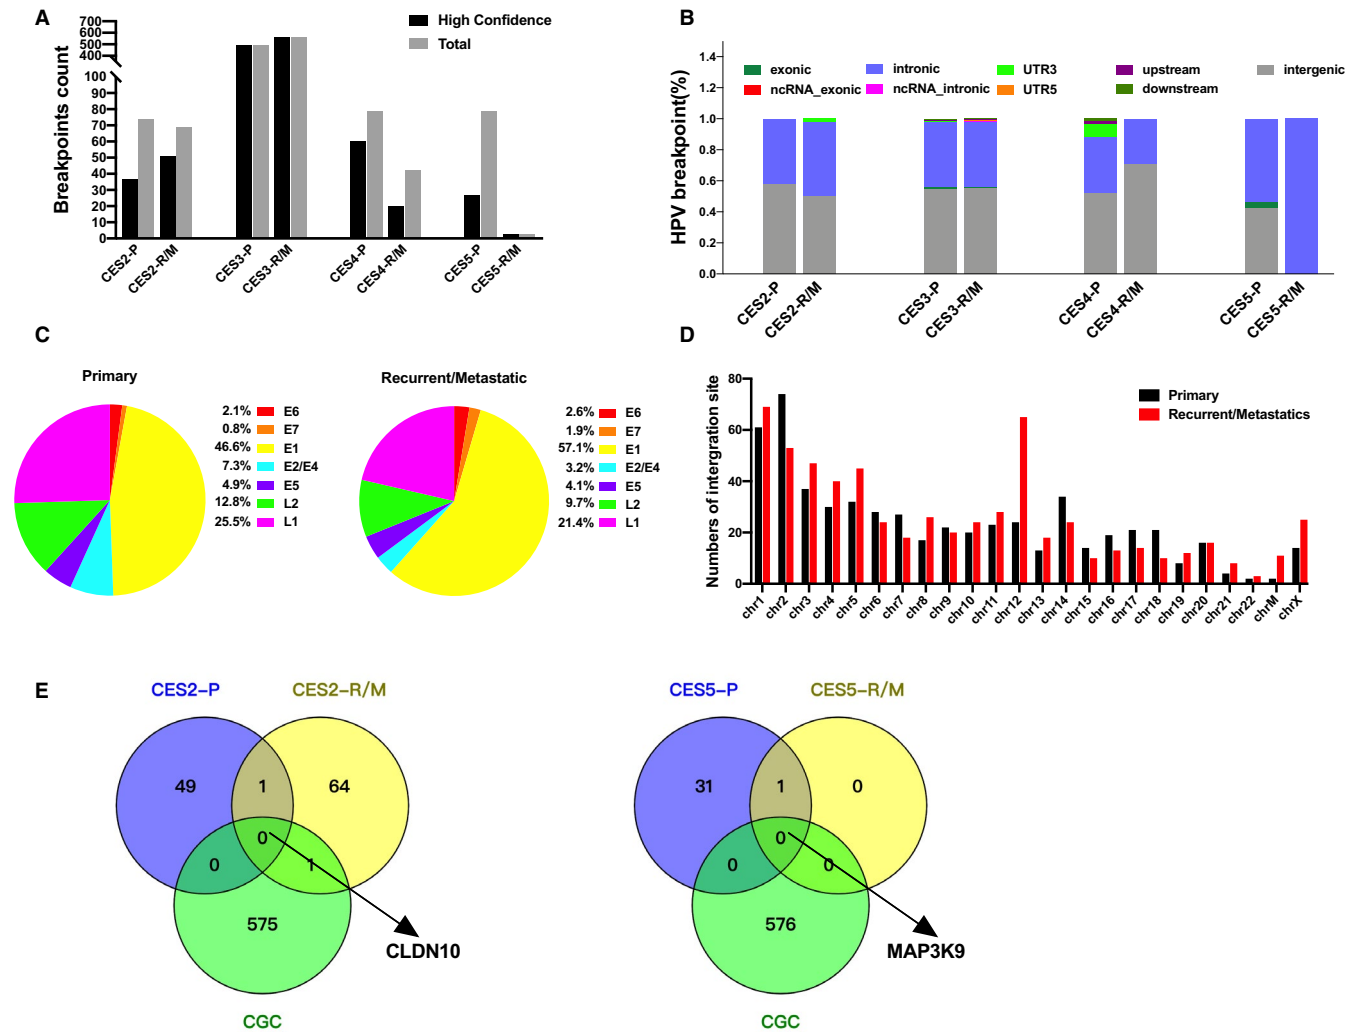 A
High Confidence
Total
Breakpoints count
700
600
500
400
100
90
80
70
60
50
40
30
20
10
0
CES2-P
CES2-R/M
CES3-P
CES3-R/M
CES4-P
CES4-R/M
CES5-P
CES5-R/M
B
HPV breakpoint(%)
1.4
1.2
1.0
0.8
0.6
0.4
0.2
0.0
exonic
intronic
UTR3
upstream
intergenic
ncRNA_exonic
ncRNA_intronic
UTR5
downstream
CES2-P
CES2-R/M
CES3-P
CES3-R/M
CES4-P
CES4-R/M
CES5-P
CES5-R/M
C
Primary
2.1% E6
0.8% E7
46.6% E1
7.3% E2/E4
4.9% E5
12.8% L2
25.5% L1
Recurrent/Metastatic
2.6% E6
1.9% E7
57.1% E1
3.2% E2/E4
4.1% E5
9.7% L2
21.4% L1
D
Numbers of intergration site
80
60
40
20
0
Primary
Recurrent/Metastatics
chr1
chr2
chr3
chr4
chr5
chr6
chr7
chr8
chr9
chr10
chr11
chr12
chr13
chr14
chr15
chr16
chr17
chr18
chr19
chr20
chr21
chr22
chrM
chrX
E
CES2-P
CES2-R/M
49
1
64
0
0
1
575
CLDN10
CGC
CES5-P
CES5-R/M
31
1
0
0
0
0
576
MAP3K9
CGC